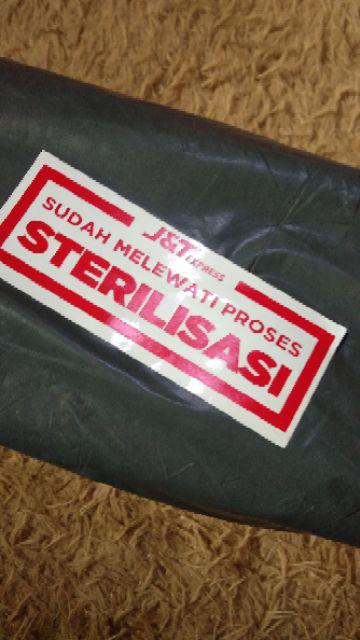 J&T EXPRESS
SUDAH MELEWATI PROSES
STERILISASI